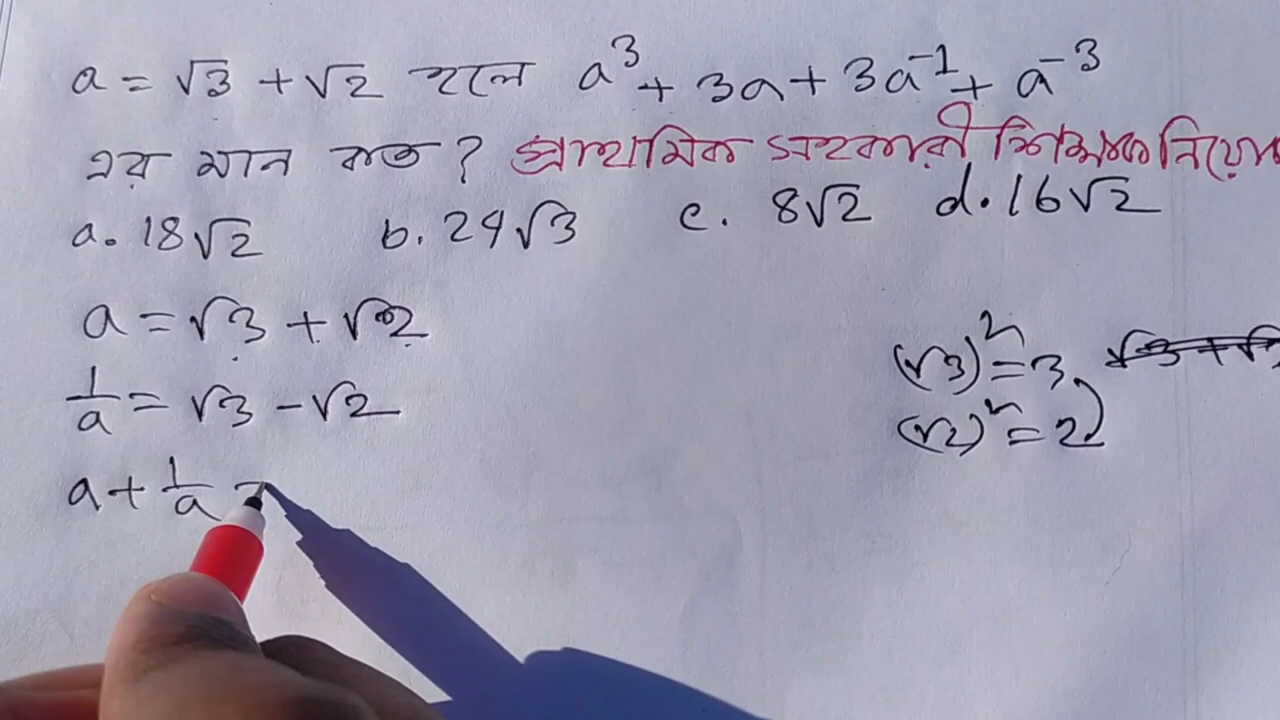 a = √3 + √2 হলে a³ + 3a + 3a⁻¹ + a⁻³
এর মান কত ? প্রাথমিক সহকারী শিক্ষক নিয়োগ
a. 18√2 b. 24√3 c. 8√2 d. 16√2
a = √3 + √2
1/a = √3 - √2
a + 1/a =
(√3)² = 3
(√2)² = 2